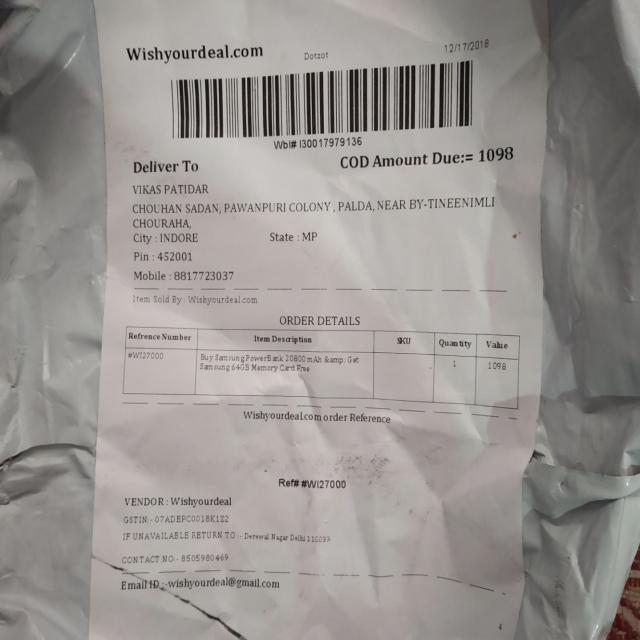 Wishyourdeal.com
Dotzot
12/17/2018
Wbl# I30017979136
Deliver To
COD Amount Due:= 1098
VIKAS PATIDAR
CHOUHAN SADAN, PAWANPURI COLONY , PALDA, NEAR BY-TINEENIMLI
CHOURAHA,
City : INDORE State : MP
Pin : 452001
Mobile : 8817723037
Item Sold By : Wishyourdeal.com
ORDER DETAILS
Refrence Number Item Description SKU Quantity Value
#WI27000 Buy Samsung PowerBank 20800 mAh &amp; Get 1 1098
Samsung 64GB Mamary Card Free
Wishyourdeal.com order Reference
Ref# #WI27000
VENDOR : Wishyourdeal
GSTIN:- 07ADEPC0018K1Z2
IF UNAVAILABLE RETURN TO :- Derawal Nagar Delhi 110033
CONTACT NO:- 8505980469
Email ID :-wishyourdeal@gmail.com